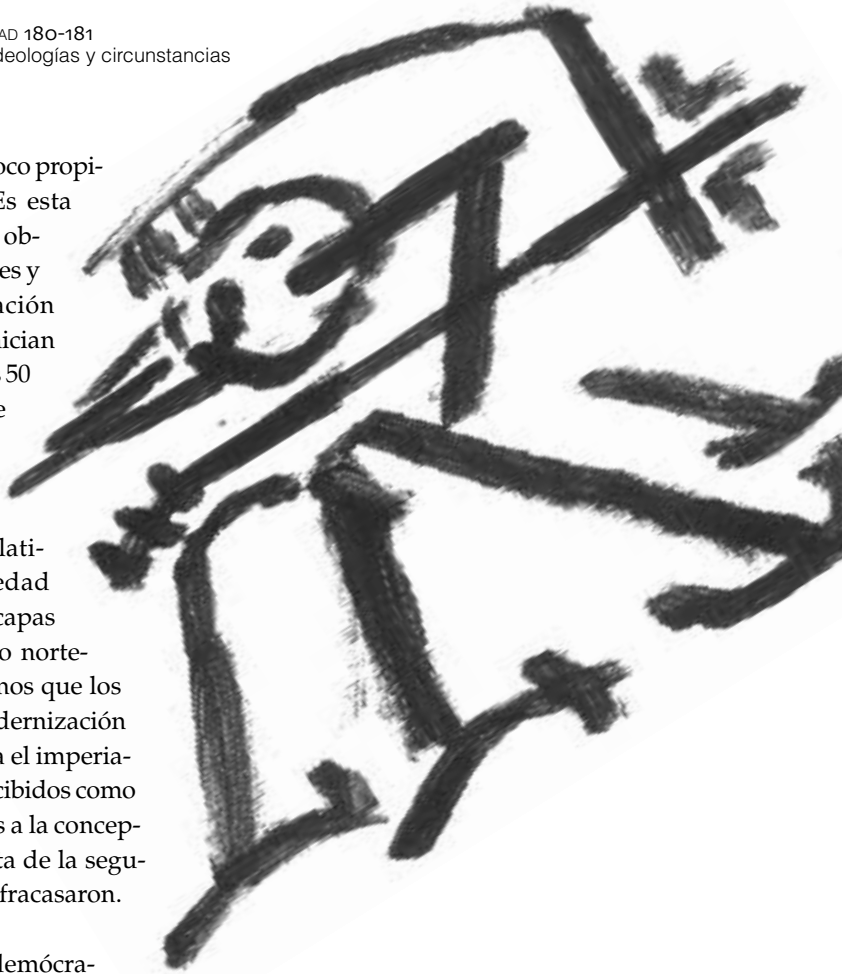 AD 180-181
deologías y circunstancias
oco propi-
Es esta
ob-
es y
ación
ician
50
e
lati-
edad
capas
o norte-
nos que los
dernización
a el imperia-
cibidos como
s a la concep-
ta de la segu-
fracasaron.
demócra-